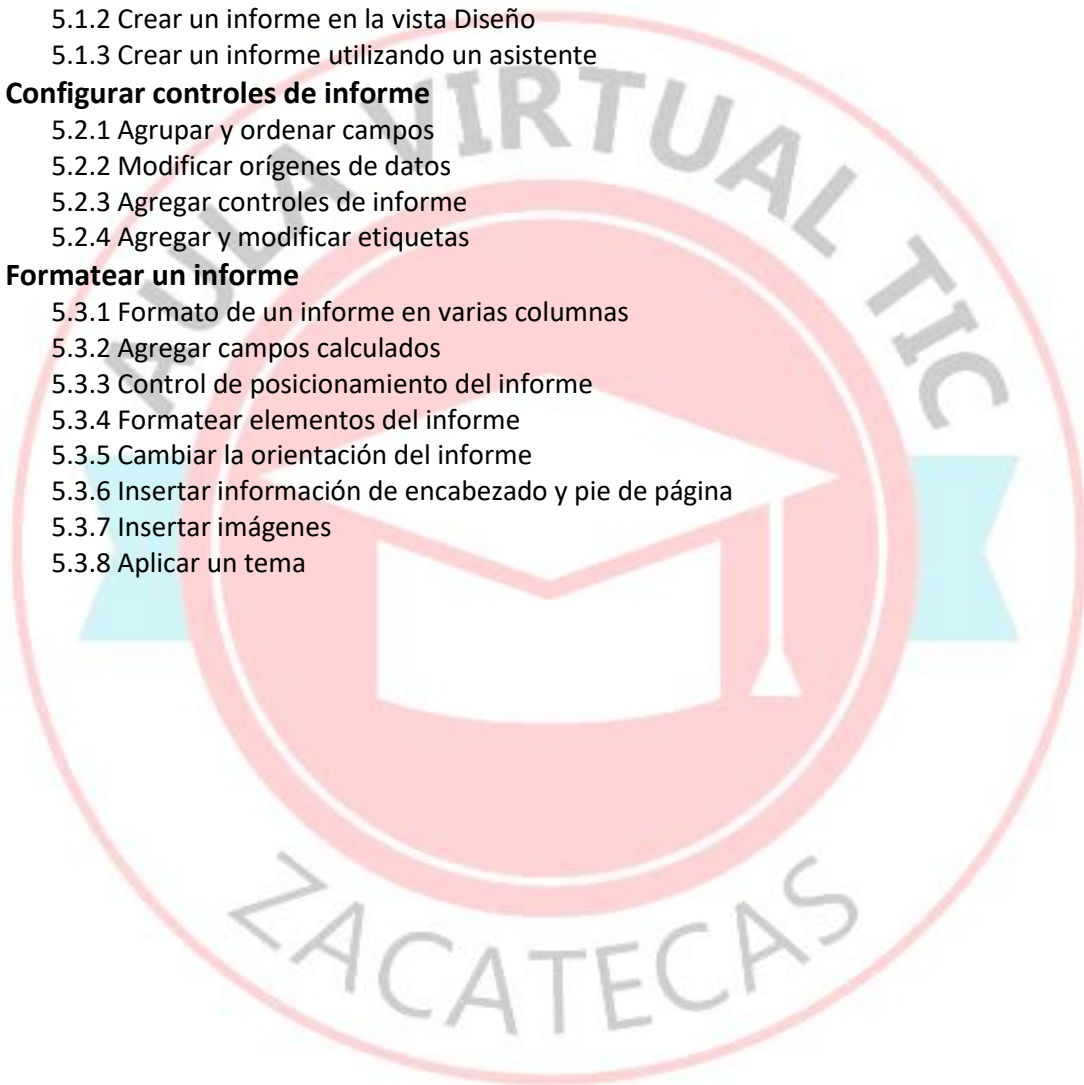 5.1.2 Crear un informe en la vista Diseño
5.1.3 Crear un informe utilizando un asistente
Configurar controles de informe
5.2.1 Agrupar y ordenar campos
5.2.2 Modificar orígenes de datos
5.2.3 Agregar controles de informe
5.2.4 Agregar y modificar etiquetas
Formatear un informe
5.3.1 Formato de un informe en varias columnas
5.3.2 Agregar campos calculados
5.3.3 Control de posicionamiento del informe
5.3.4 Formatear elementos del informe
5.3.5 Cambiar la orientación del informe
5.3.6 Insertar información de encabezado y pie de página
5.3.7 Insertar imágenes
5.3.8 Aplicar un tema
AULA VIRTUAL TIC
ZACATECAS